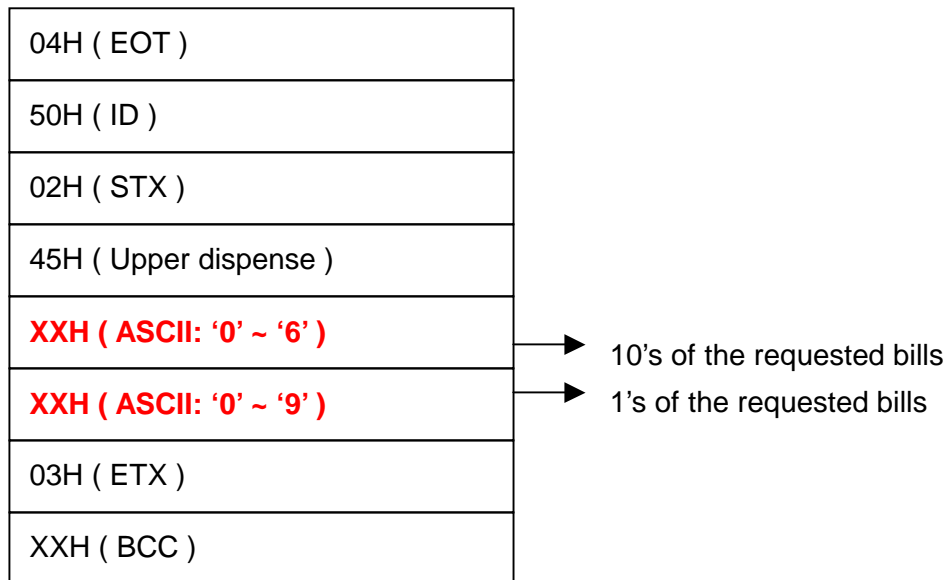 04H ( EOT )
50H ( ID )
02H ( STX )
45H ( Upper dispense )
XXH ( ASCII: ‘0’ ~ ‘6’ )
10’s of the requested bills
XXH ( ASCII: ‘0’ ~ ‘9’ )
1’s of the requested bills
03H ( ETX )
XXH ( BCC )